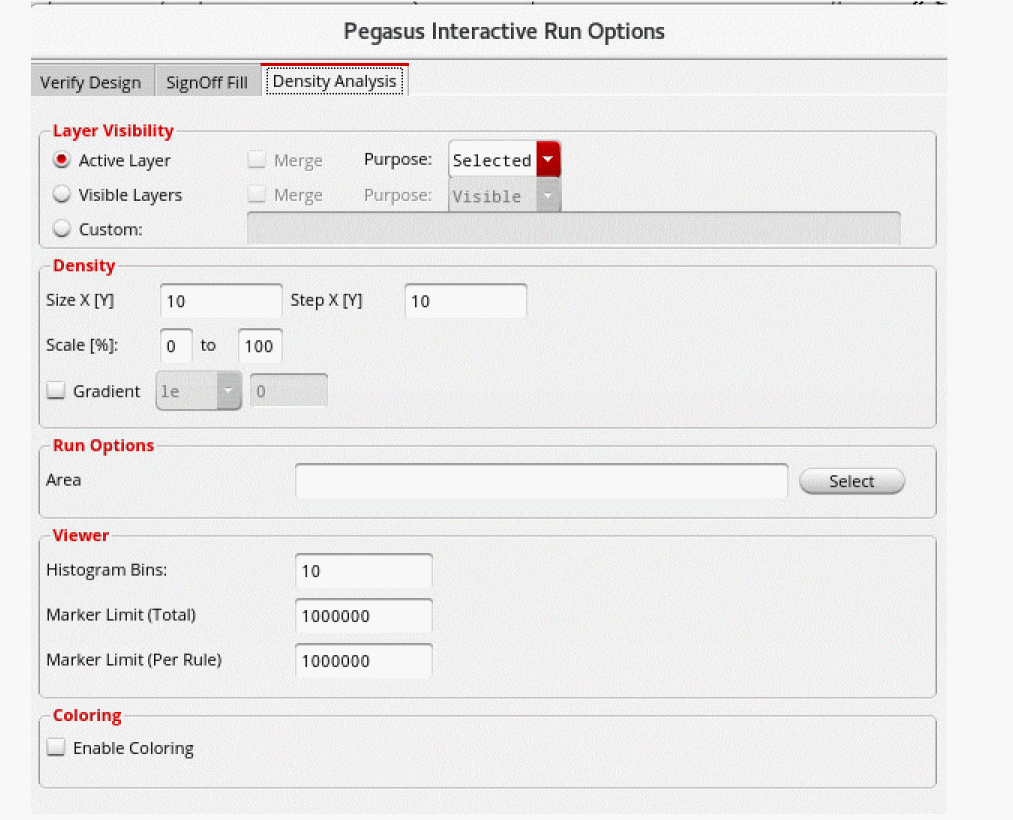 Pegasus Interactive Run Options
Verify Design SignOff Fill Density Analysis
Layer Visibility
Active Layer Merge Purpose: Selected
Visible Layers Merge Purpose: Visible
Custom:
Density
Size X [Y] 10 Step X [Y] 10
Scale [%]: 0 to 100
Gradient le 0
Run Options
Area Select
Viewer
Histogram Bins: 10
Marker Limit (Total) 1000000
Marker Limit (Per Rule) 1000000
Coloring
Enable Coloring